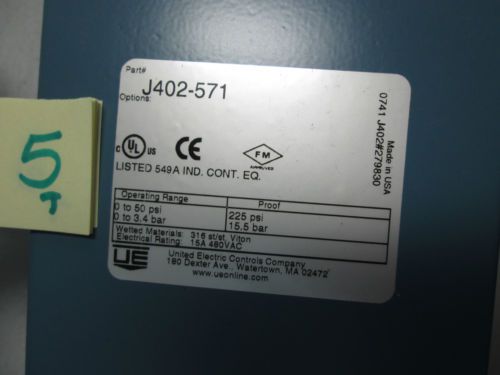 Part#
J402-571
Options:
C UL US CE FM
APPROVED
LISTED 549A IND. CONT. EQ.
Operating Range Proof
0 to 50 psi 225 psi
0 to 3.4 bar 15.5 bar
Wetted Materials: 316 st/st, Viton
Electrical Rating: 15A 480VAC
UE
United Electric Controls Company
180 Dexter Ave., Watertown, MA 02472
www.ueonline.com
Made in USA
0741 J402#279830
5
T